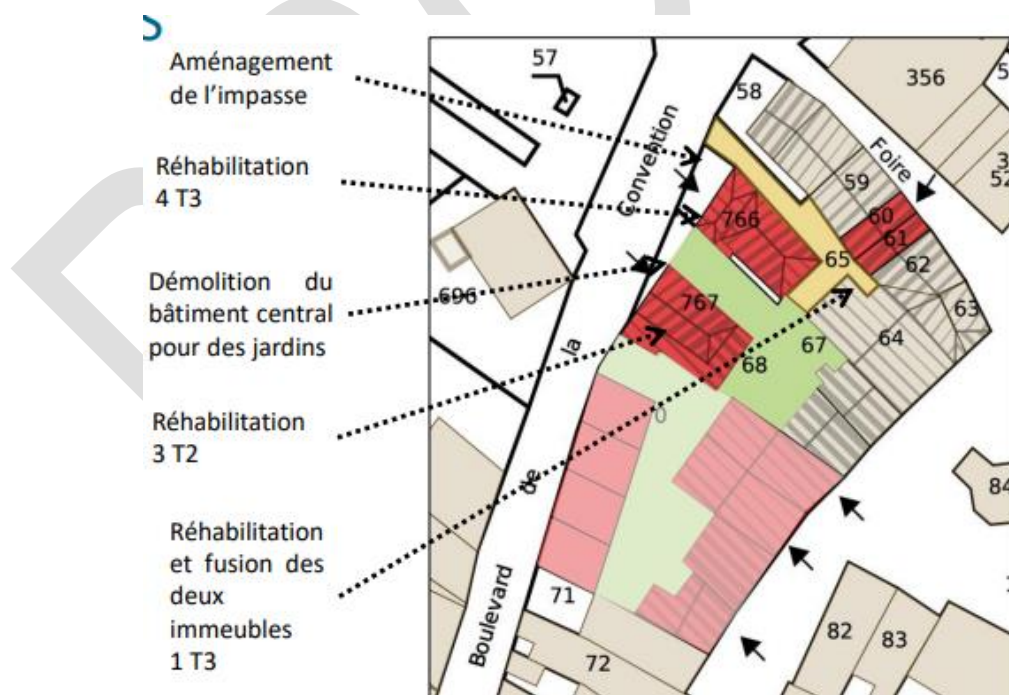 S
Aménagement
de l’impasse
Réhabilitation
4 T3
Démolition du
bâtiment central
pour des jardins
Réhabilitation
3 T2
Réhabilitation
et fusion des
deux
immeubles
1 T3
57
58
356
59
Foire
60
61
62
63
64
65
766
767
67
68
696
52
Boulevard de la Convention
71
72
82
83
84